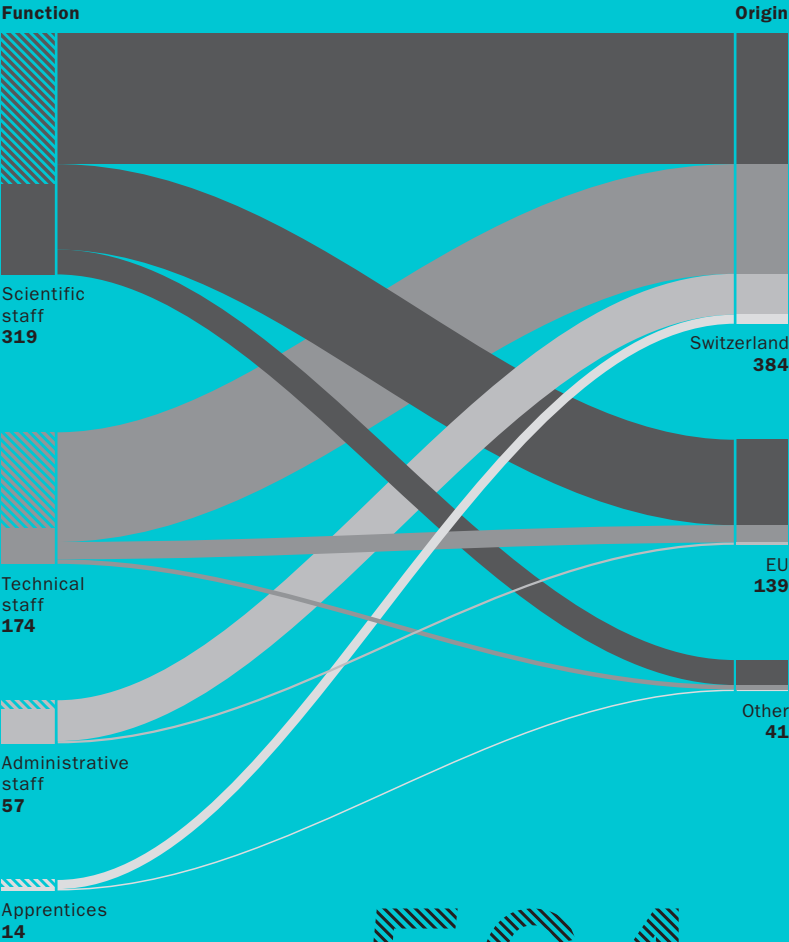 Function
Origin
Scientific
staff
319
Switzerland
384
EU
139
Technical
staff
174
Other
41
Administrative
staff
57
Apprentices
14